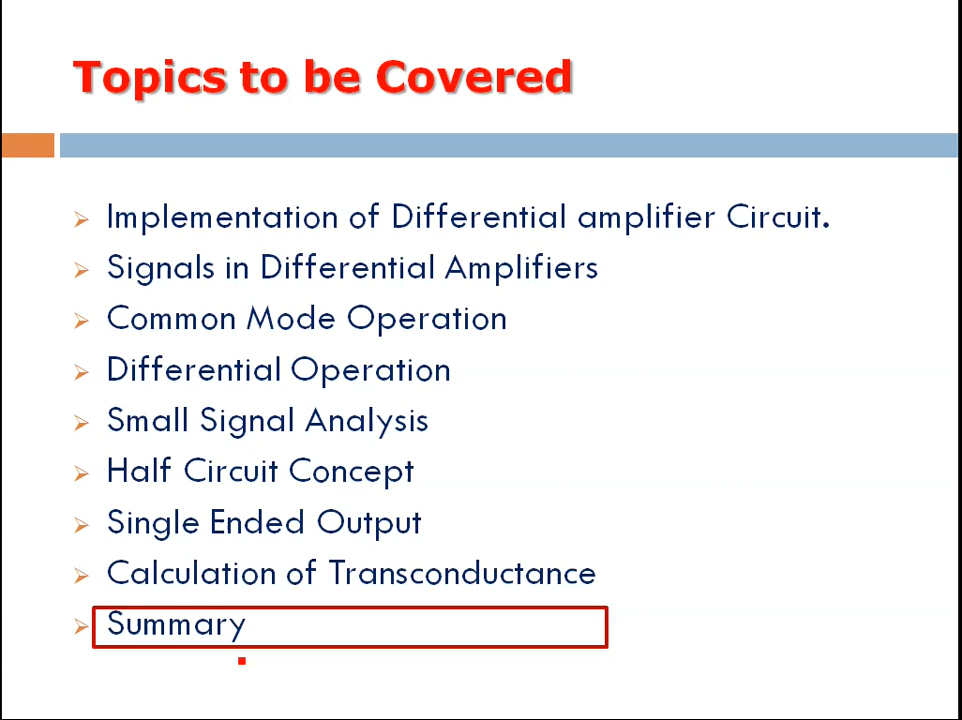 Topics to be Covered
Implementation of Differential amplifier Circuit.
Signals in Differential Amplifiers
Common Mode Operation
Differential Operation
Small Signal Analysis
Half Circuit Concept
Single Ended Output
Calculation of Transconductance
Summary